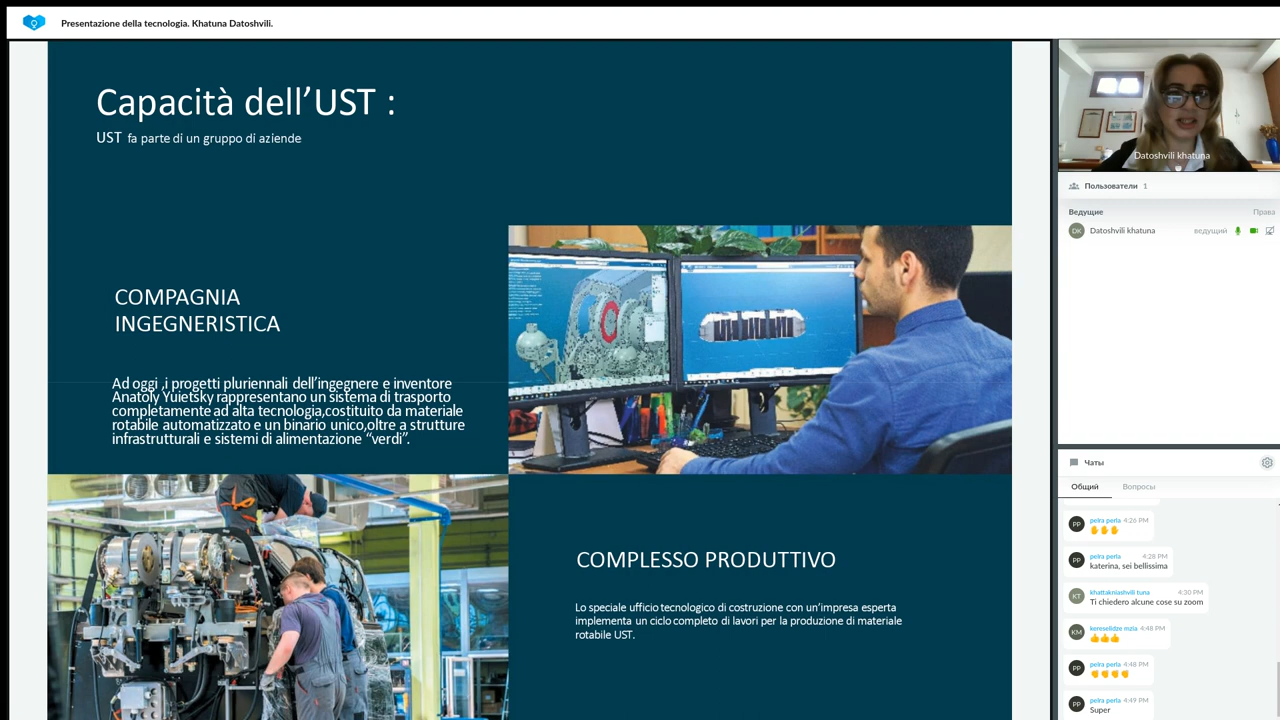 Presentazione della tecnologia. Khatuna Datoshvili.
Capacità dell’UST :
UST fa parte di un gruppo di aziende
COMPAGNIA
INGEGNERISTICA
Ad oggi ,i progetti pluriennali dell’ingegnere e inventore
Anatoly Yuietsky rappresentano un sistema di trasporto
completamente ad alta tecnologia,costituito da materiale
rotabile automatizzato e un binario unico,oltre a strutture
infrastrutturali e sistemi di alimentazione “verdi”.
COMPLESSO PRODUTTIVO
Lo speciale ufficio tecnologico di costruzione con un’impresa esperta
implementa un ciclo completo di lavori per la produzione di materiale
rotabile UST.
Datoshvili khatuna
Пользователи 1
Ведущие Права
DK Datoshvili khatuna ведущий
Чаты
Общий Вопросы
PP pelra perla 4:26 PM
PP pelra perla 4:28 PM
katerina, sei bellissima
KT khattakniashvili tuna 4:30 PM
Ti chiedero alcune cose su zoom
KM kereselidze mzia 4:48 PM
PP pelra perla 4:48 PM
PP pelra perla 4:49 PM
Super